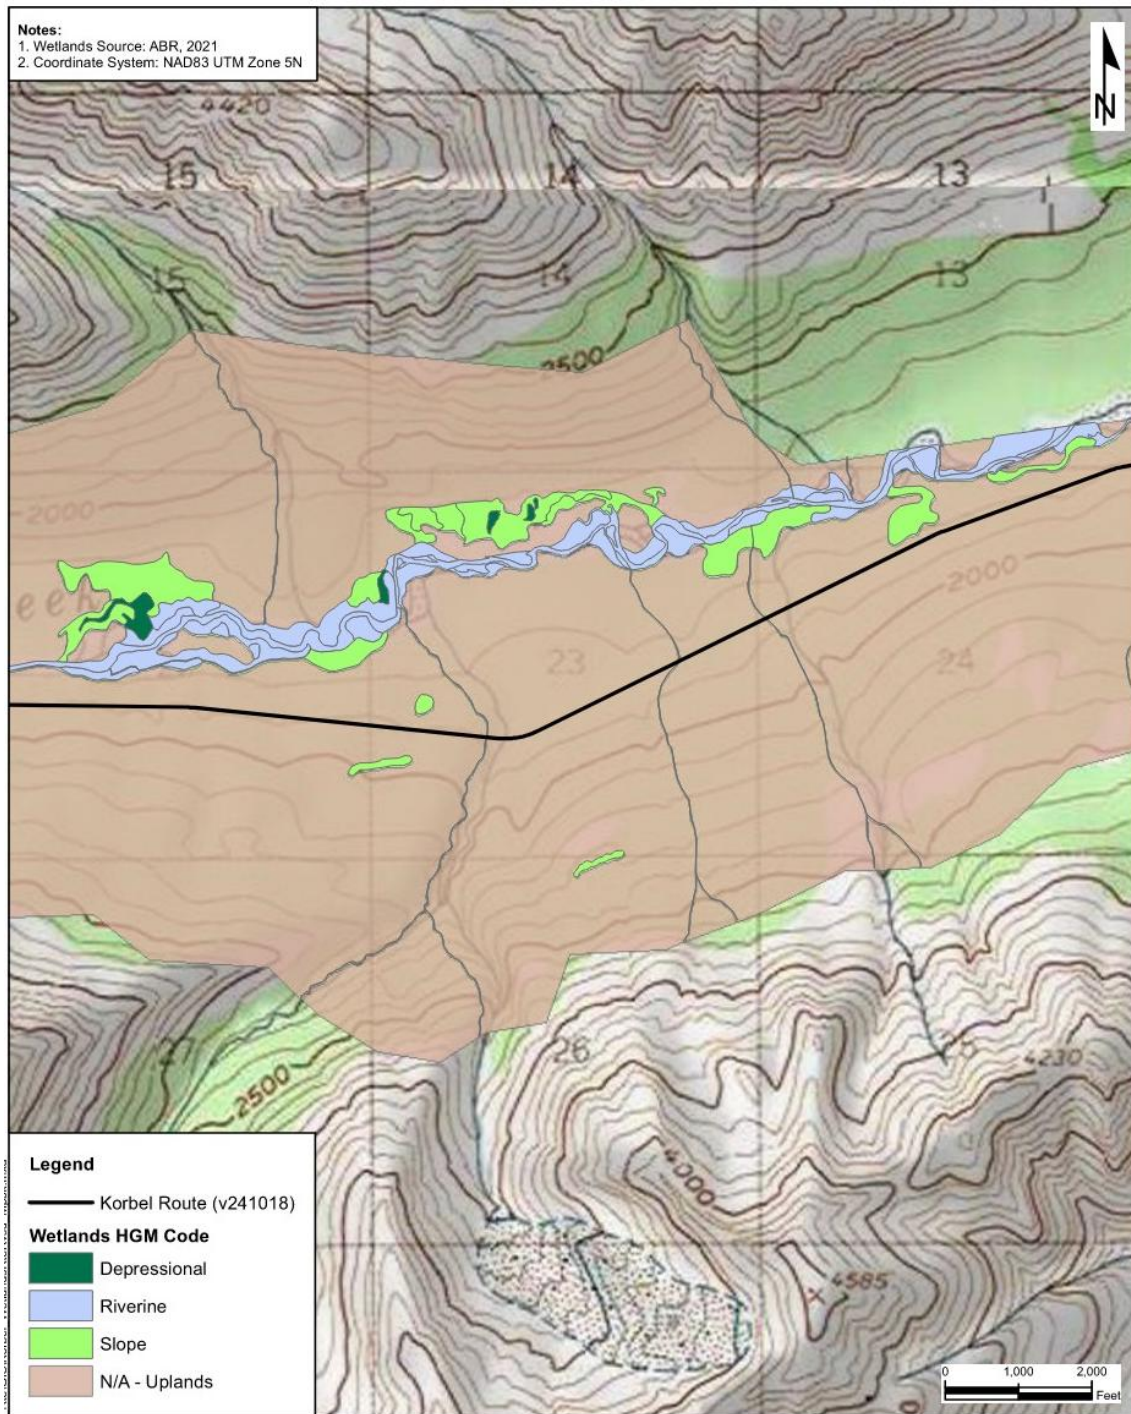 Notes:
1. Wetlands Source: ABR, 2021
2. Coordinate System: NAD83 UTM Zone 5N
N
4420
15
14
13
15
14
13
2500
2000
2000
23
24
27
26
2500
4230
4000
4585
Legend
Korbel Route (v241018)
Wetlands HGM Code
Depressional
Riverine
Slope
N/A - Uplands
0 1,000 2,000
Feet